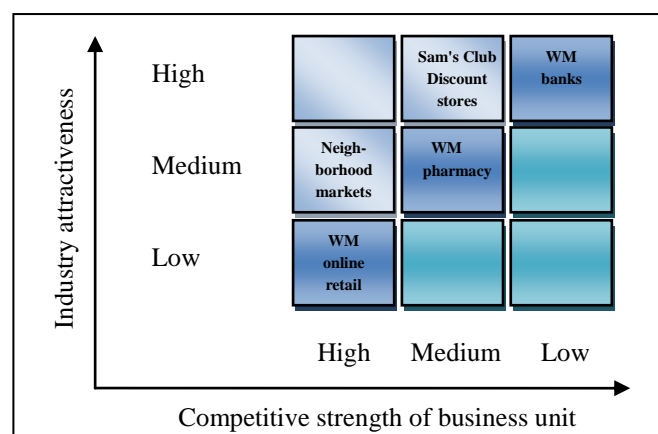 Industry attractiveness
High
Sam's Club
Discount
stores
WM
banks
Medium
Neigh-
borhood
markets
WM
pharmacy
Low
WM
online
retail
High
Medium
Low
Competitive strength of business unit